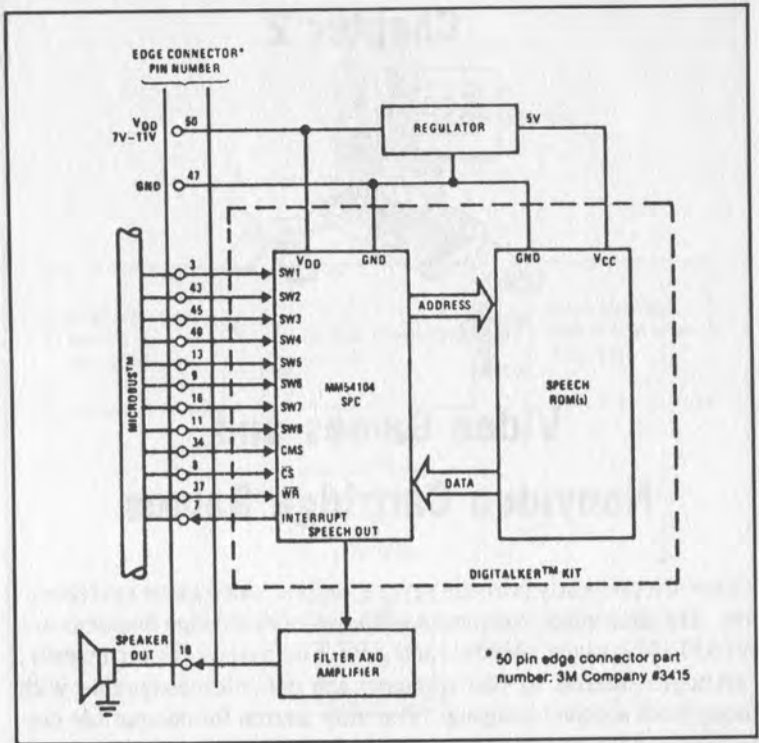 EDGE CONNECTOR*
PIN NUMBER
VDD
7V–11V
50
REGULATOR
5V
GND
47
VDD
GND
GND
VCC
MICROBUS™
3
SW1
43
SW2
45
SW3
40
SW4
13
SW5
SW6
SW7
11
SW8
34
CMS
CS
37
WR
INTERRUPT
SPEECH OUT
MM54104
SPC
ADDRESS
DATA
SPEECH
ROM(s)
DIGITALKER™ KIT
SPEAKER
OUT
FILTER AND
AMPLIFIER
* 50 pin edge connector part
number: 3M Company #3415